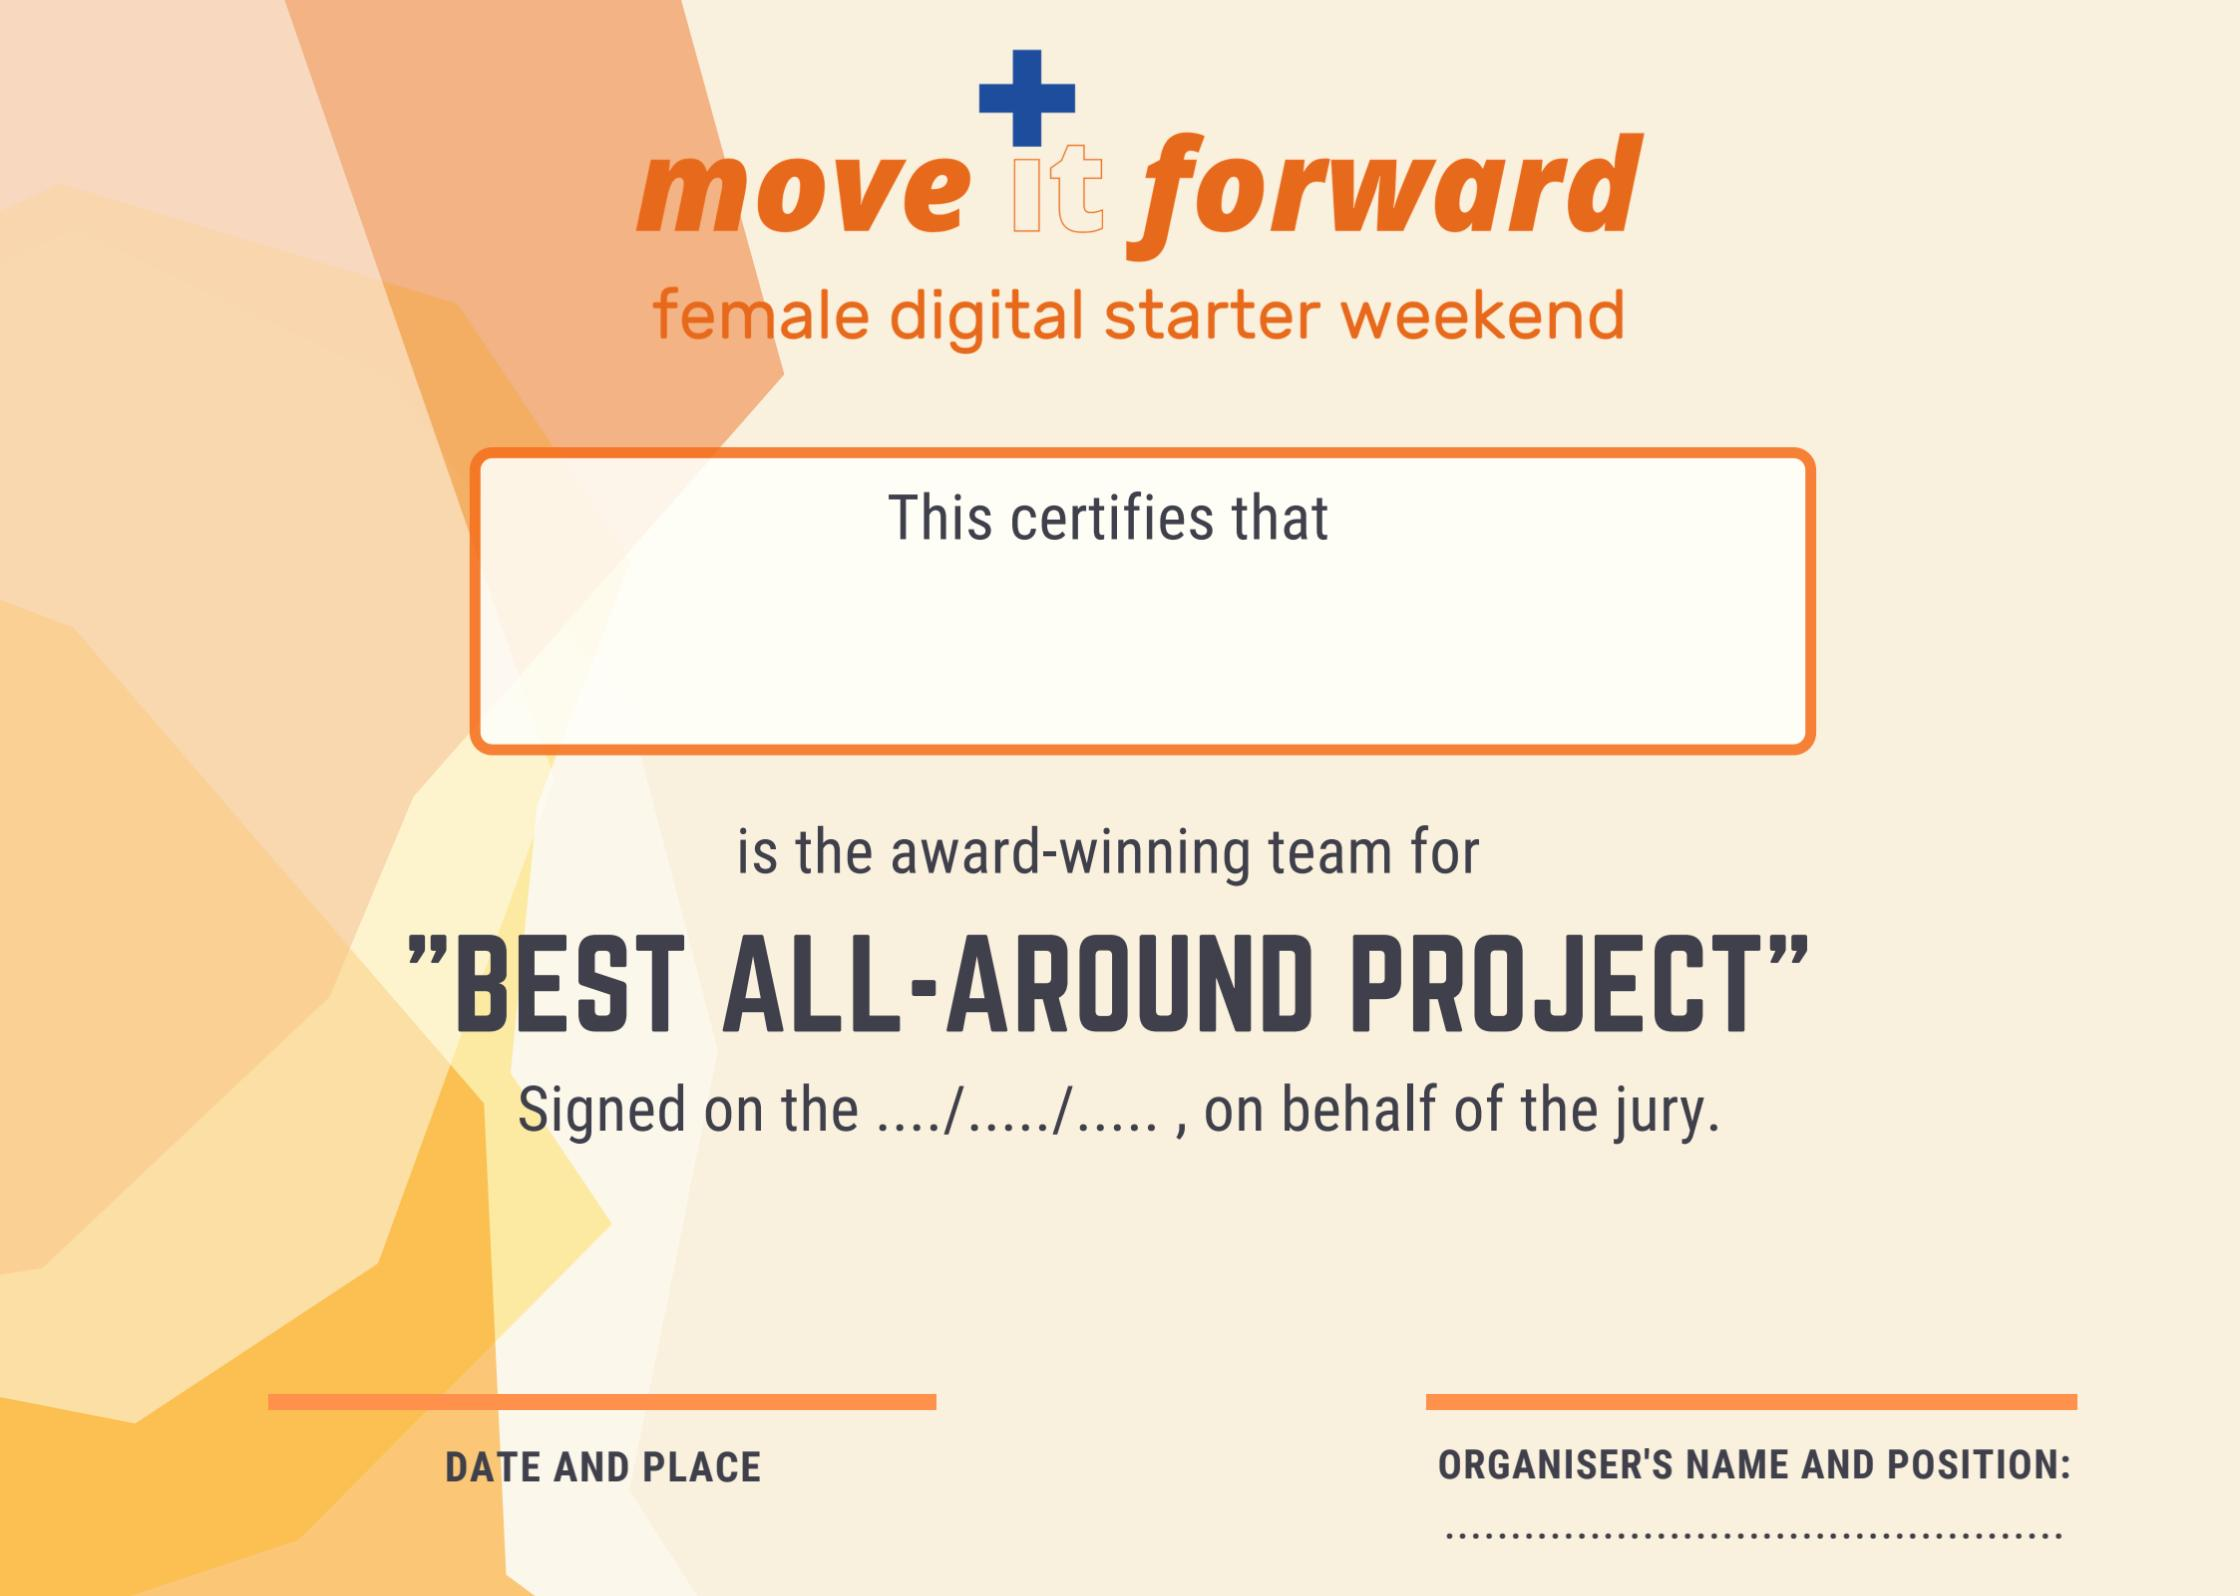 move it forward
female digital starter weekend
This certifies that
is the award-winning team for
”BEST ALL-AROUND PROJECT”
Signed on the ..../...../..... , on behalf of the jury.
DATE AND PLACE
ORGANISER'S NAME AND POSITION:
...............................................